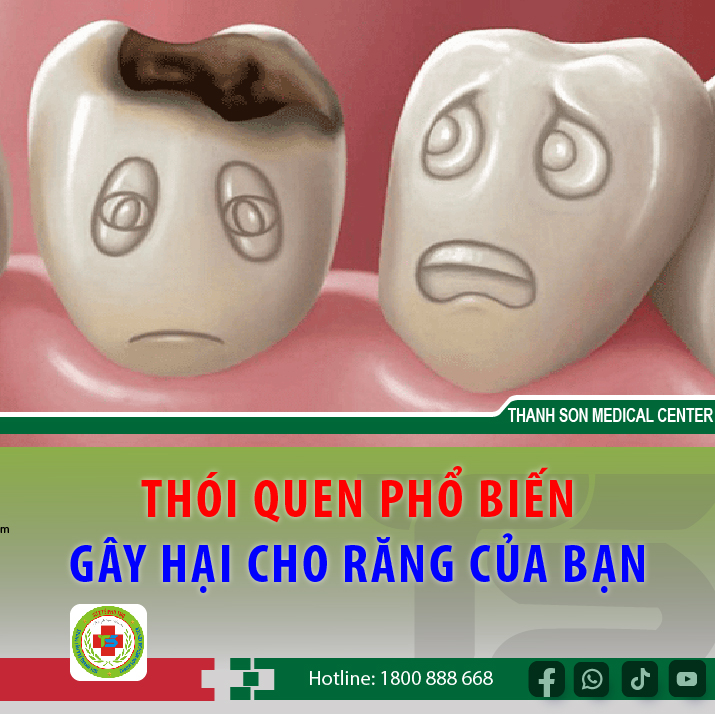 THANH SON MEDICAL CENTER
THÓI QUEN PHỔ BIẾN
m
GÂY HẠI CHO RĂNG CỦA BẠN
Hotline: 1800 888 668